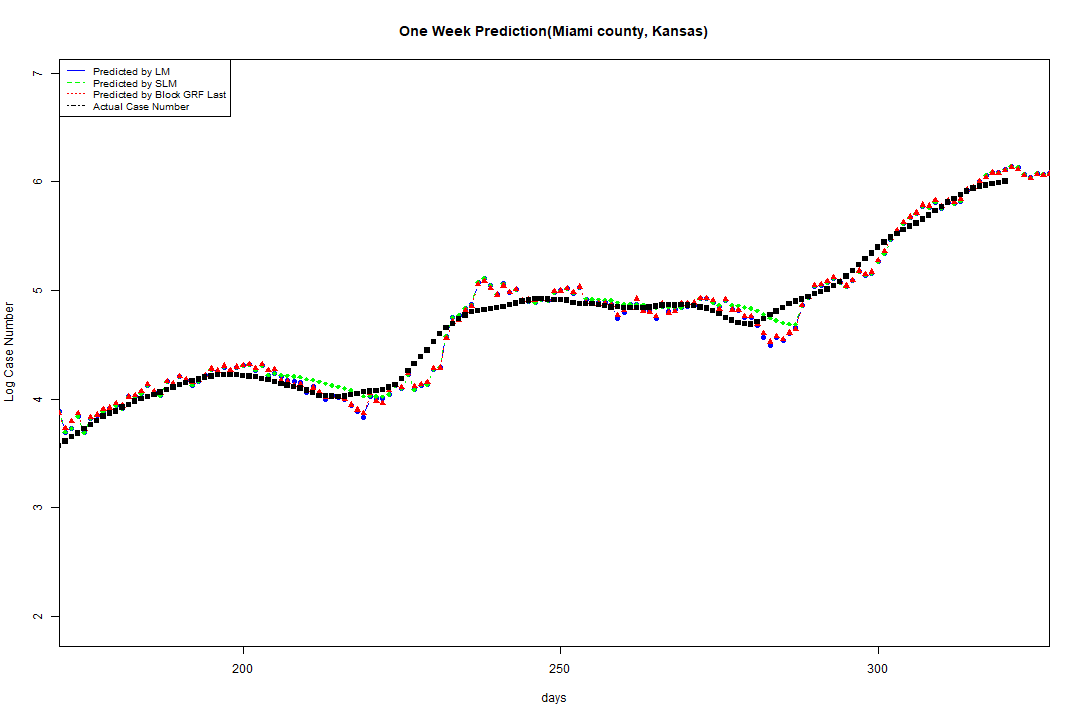 One Week Prediction(Miami county, Kansas)
Predicted by LM
Predicted by SLM
Predicted by Block GRF Last
Actual Case Number
7
6
5
4
3
2
Log Case Number
200 250 300
days